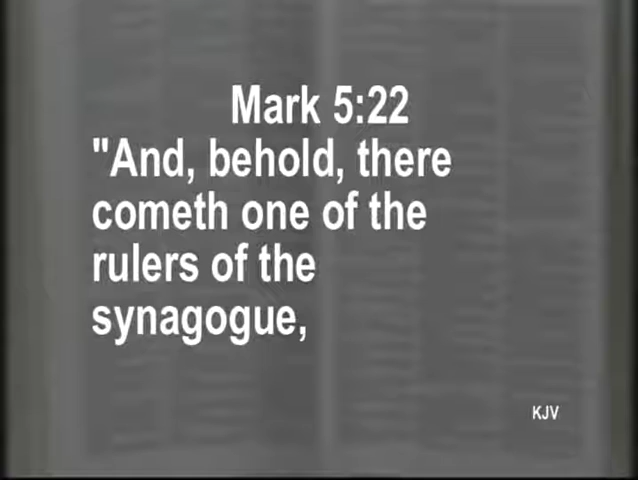 Mark 5:22
"And, behold, there
cometh one of the
rulers of the
synagogue,
KJV